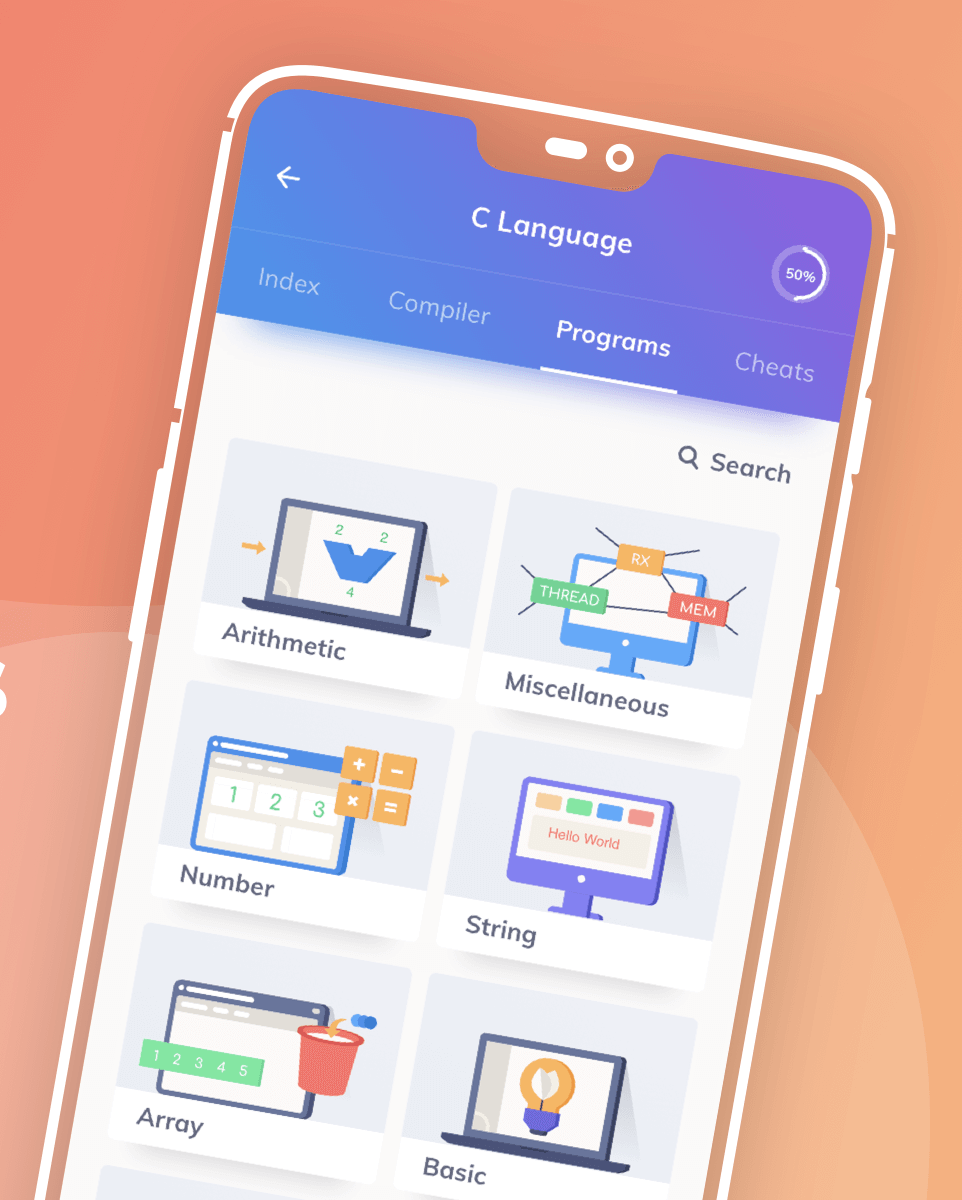 C Language
50%
Index
Compiler
Programs
Cheats
Search
2 2
4
Arithmetic
RX
THREAD
MEM
Miscellaneous
+ −
1 2 3 × =
Number
Hello World
String
1 2 3 4 5
Array
Basic